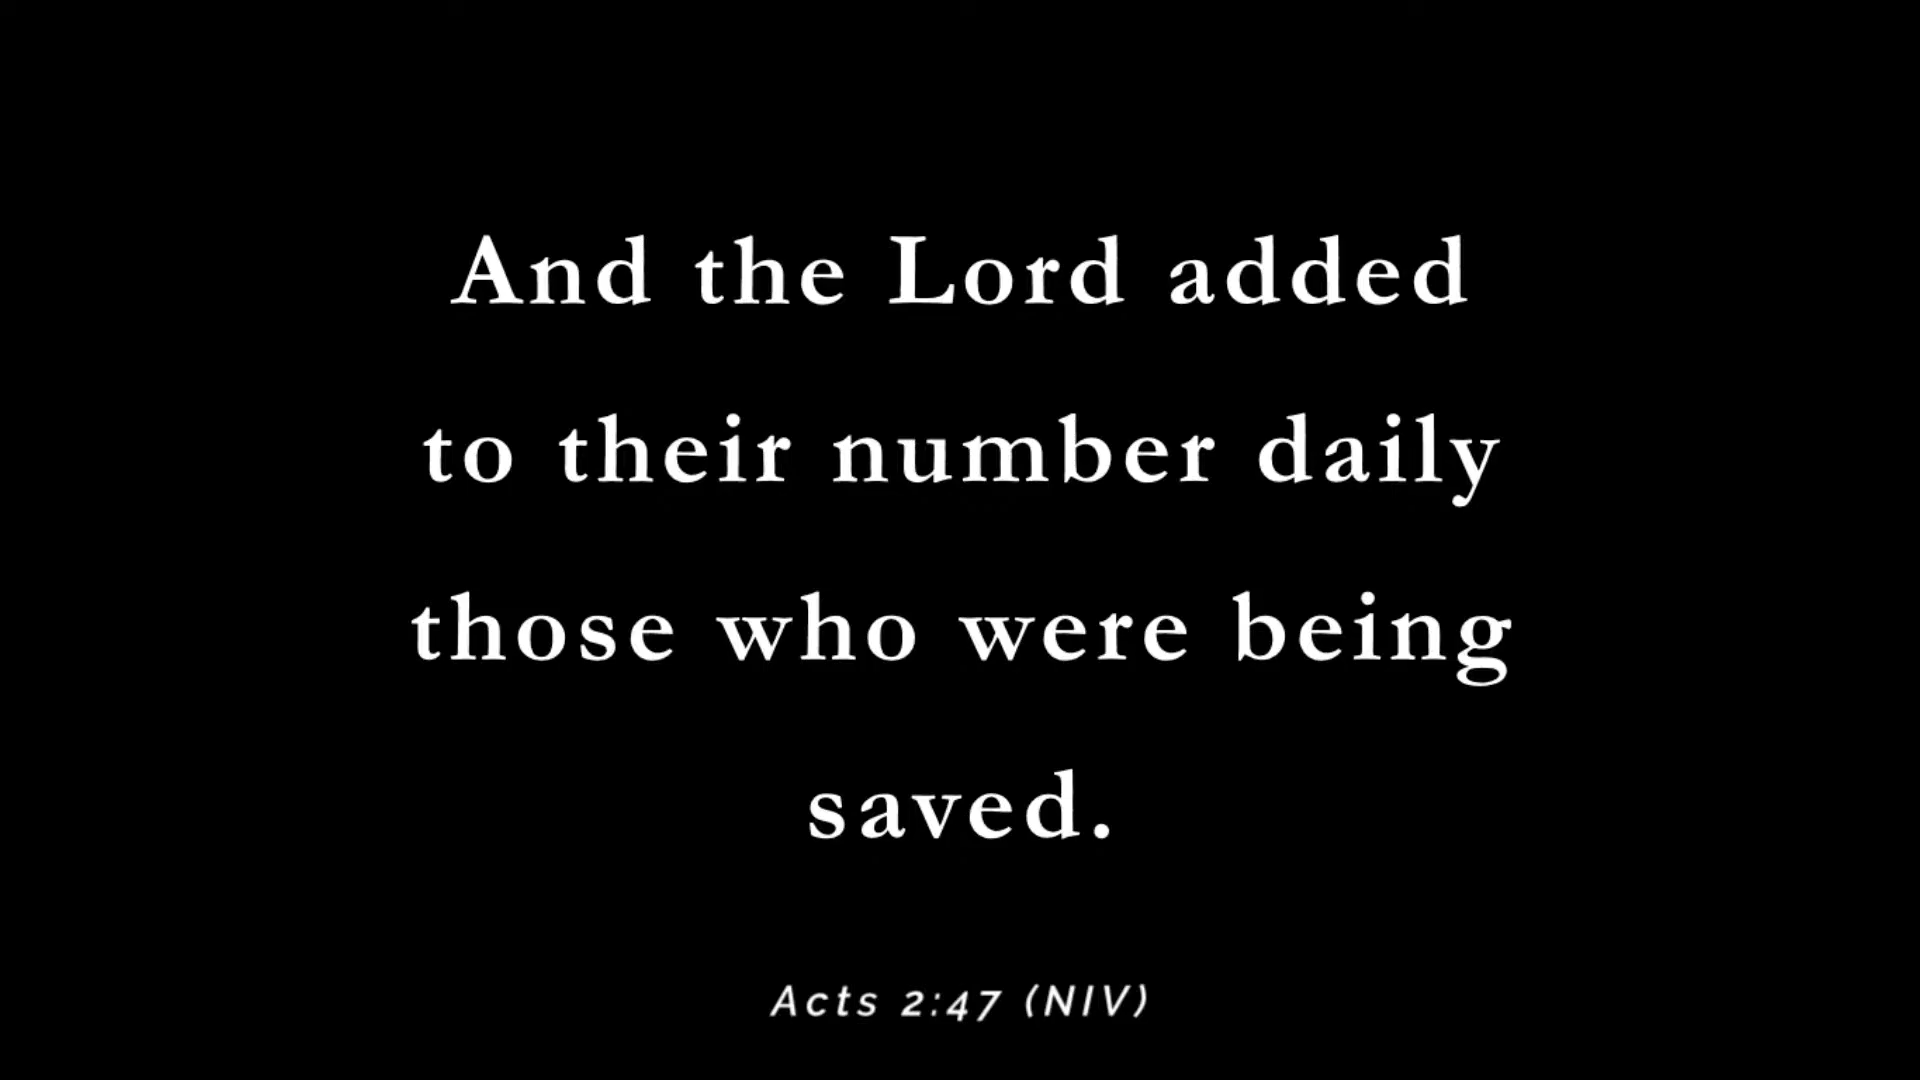 And the Lord added
to their number daily
those who were being
saved.
Acts 2:47 (NIV)